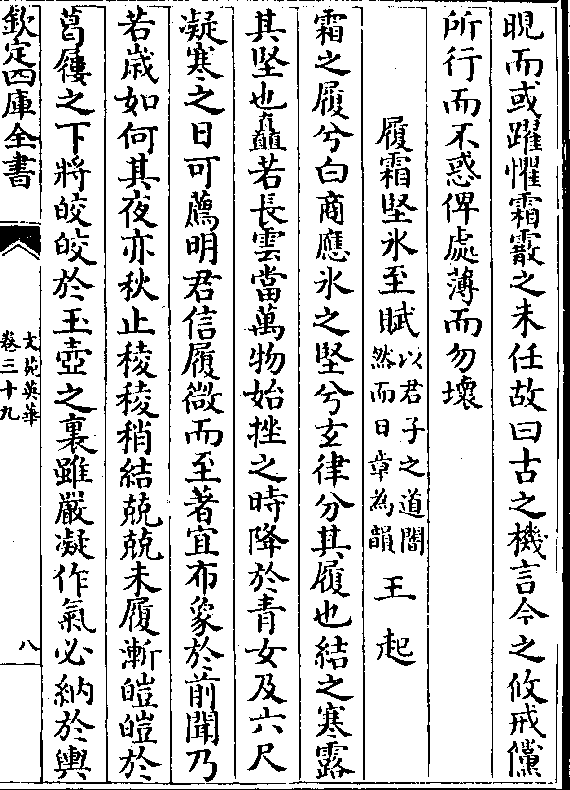 睍而或躍懼霜霰之未任故曰古之機言今之攸戒儻
所行而不惑俾處薄而勿壞
履霜堅氷至賦以君子之道闇然而日章為韻 王起
霜之履兮白商應氷之堅兮玄律分其履也結之寒露
其堅也矗若長雲當萬物始挫之時降於青女及六尺
凝寒之日可薦明君信履微而至著宜布象於前聞乃
若歳如何其夜亦秋止稜稜稍結兢兢未履漸皚皚於
葛屨之下將皎皎於玉壺之裏雖嚴凝作氣必納於輿
欽定四庫全書
文苑英華
卷三十九
八